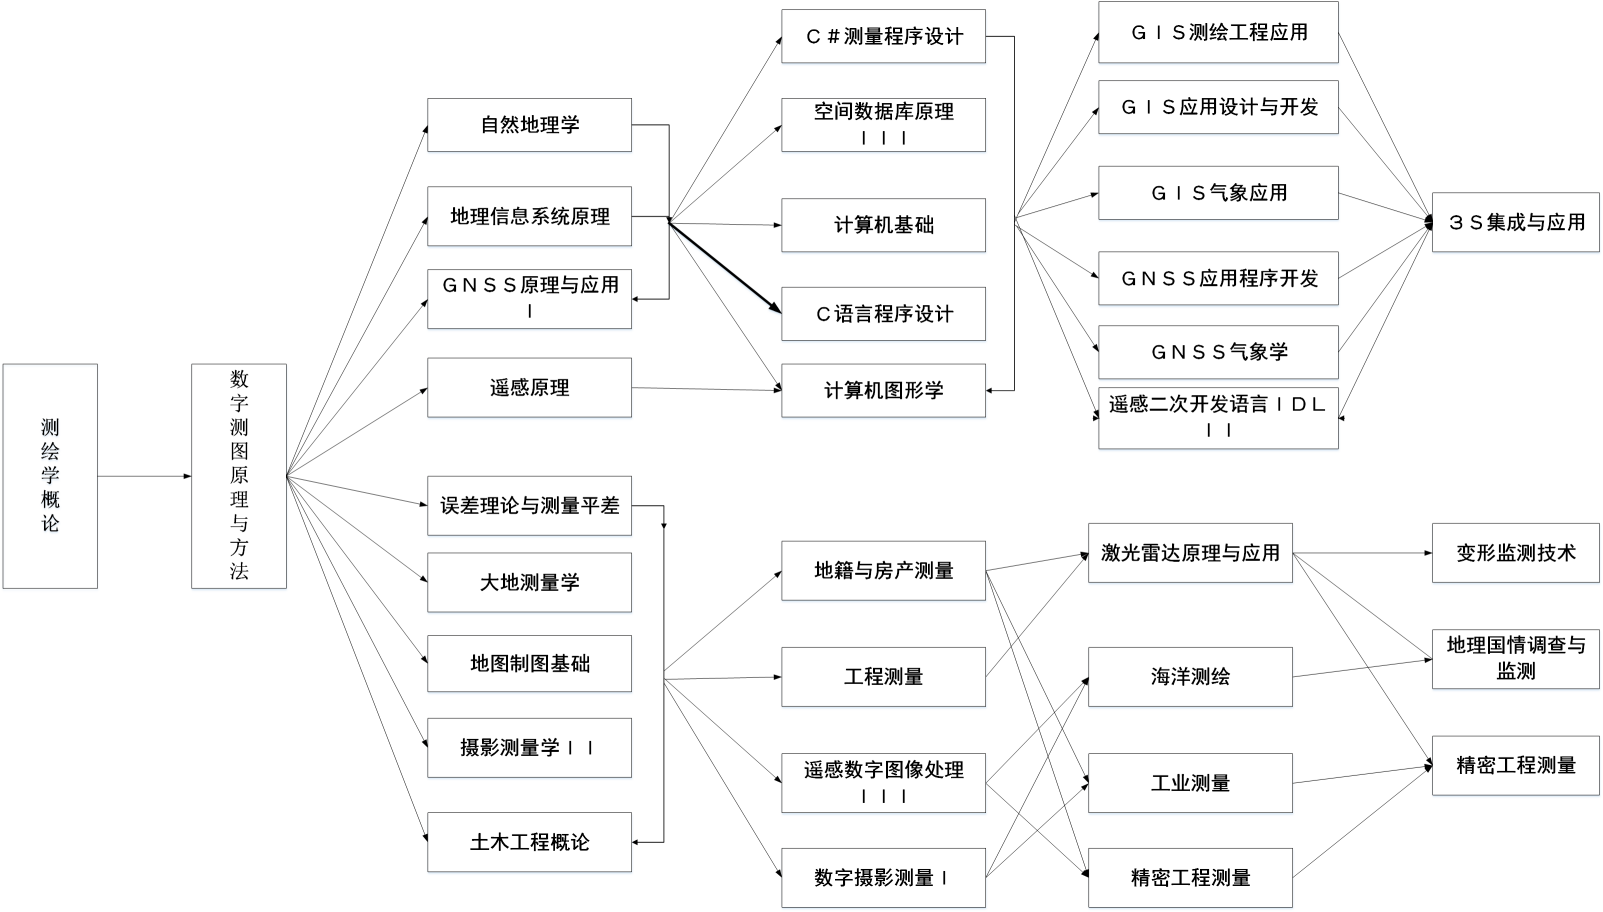 测
绘
学
概
论
数
字
测
图
原
理
与
方
法
自然地理学
地理信息系统原理
ＧＮＳＳ原理与应用
Ｉ
遥感原理
误差理论与测量平差
大地测量学
地图制图基础
摄影测量学ＩＩ
土木工程概论
Ｃ＃测量程序设计
空间数据库原理
ＩＩＩ
计算机基础
Ｃ语言程序设计
计算机图形学
地籍与房产测量
工程测量
遥感数字图像处理
ＩＩＩ
数字摄影测量Ｉ
ＧＩＳ测绘工程应用
ＧＩＳ应用设计与开发
ＧＩＳ气象应用
ＧＮＳＳ应用程序开发
ＧＮＳＳ气象学
遥感二次开发语言ＩＤＬ
ＩＩ
激光雷达原理与应用
海洋测绘
工业测量
精密工程测量
３Ｓ集成与应用
变形监测技术
地理国情调查与
监测
精密工程测量